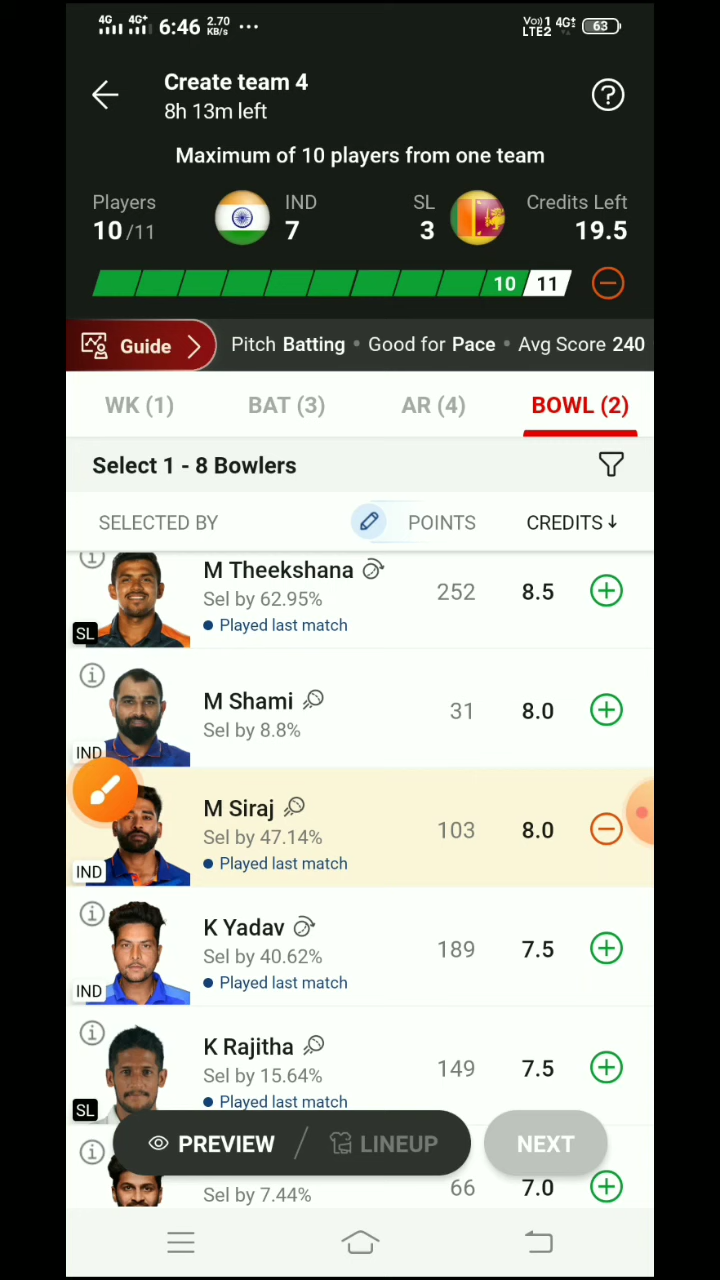 4G 4G+ 6:46 2.70 KB/s ... Vo)) 1 LTE2 4G 63
Create team 4
8h 13m left
Maximum of 10 players from one team
Players IND SL Credits Left
10/11 7 3 19.5
10 11
Guide Pitch Batting • Good for Pace • Avg Score 240
WK (1) BAT (3) AR (4) BOWL (2)
Select 1 - 8 Bowlers
SELECTED BY POINTS CREDITS↓
M Theekshana
Sel by 62.95% 252 8.5
SL • Played last match
M Shami
Sel by 8.8% 31 8.0
IND
M Siraj
Sel by 47.14% 103 8.0
IND • Played last match
K Yadav
Sel by 40.62% 189 7.5
IND • Played last match
K Rajitha
Sel by 15.64% 149 7.5
SL • Played last match
PREVIEW / LINEUP NEXT
Sel by 7.44% 66 7.0